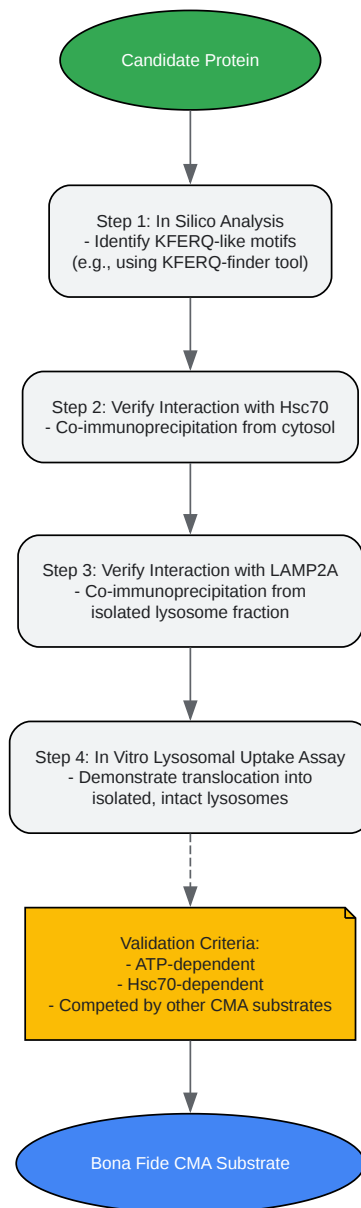 Candidate Protein
Step 1: In Silico Analysis
- Identify KFERQ-like motifs
(e.g., using KFERQ-finder tool)
Step 2: Verify Interaction with Hsc70
- Co-immunoprecipitation from cytosol
Step 3: Verify Interaction with LAMP2A
- Co-immunoprecipitation from
isolated lysosome fraction
Step 4: In Vitro Lysosomal Uptake Assay
- Demonstrate translocation into
isolated, intact lysosomes
Validation Criteria:
- ATP-dependent
- Hsc70-dependent
- Competed by other CMA substrates
Bona Fide CMA Substrate